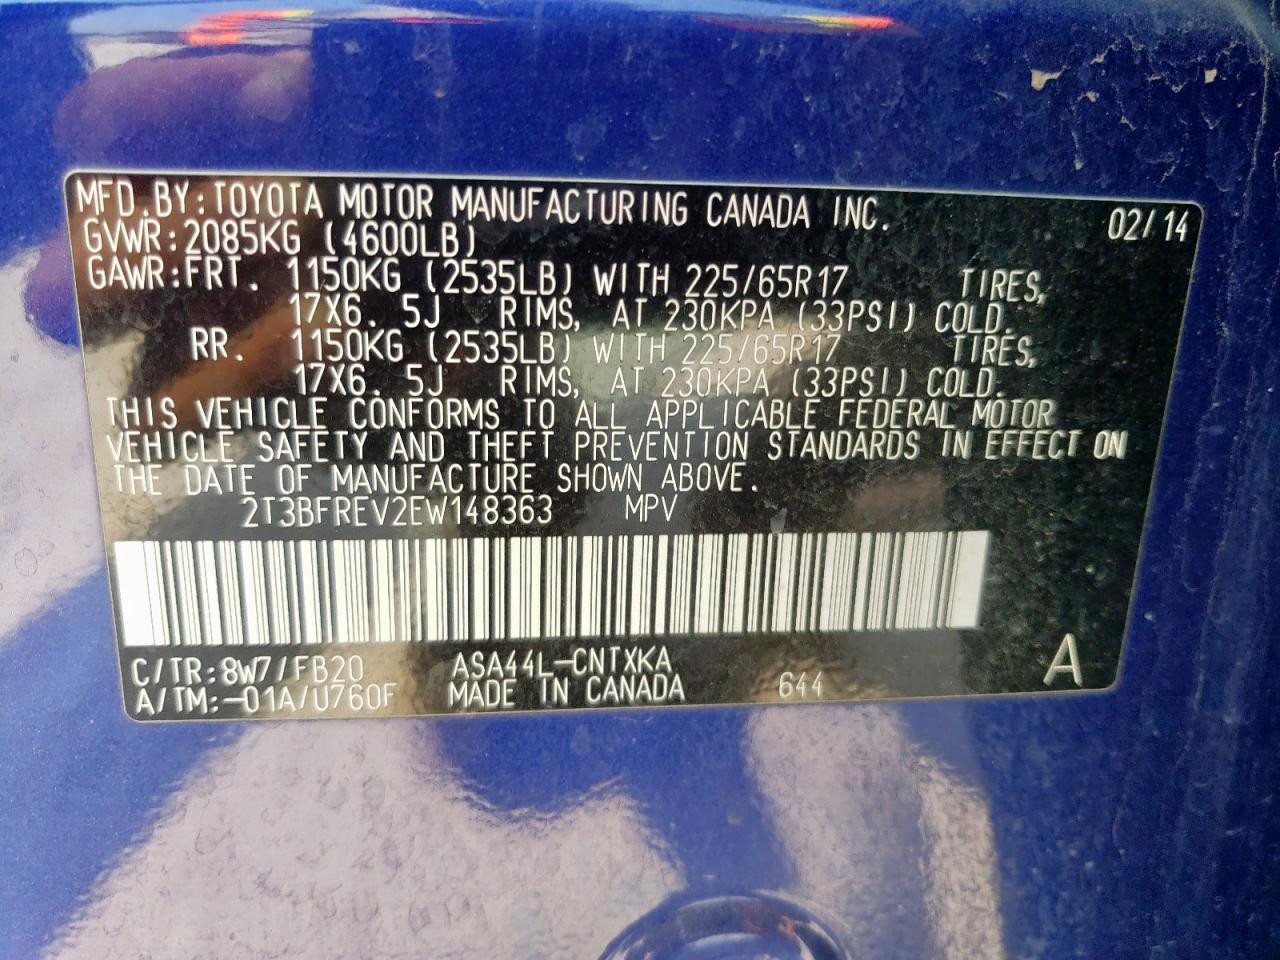 MFD.BY:TOYOTA MOTOR MANUFACTURING CANADA INC. 02/14
GVWR:2085KG (4600LB)
GAWR:FRT. 1150KG (2535LB) WITH 225/65R17 TIRES,
17X6. 5J RIMS, AT 230KPA (33PSI) COLD.
RR. 1150KG (2535LB) WITH 225/65R17 TIRES,
17X6. 5J RIMS, AT 230KPA (33PSI) COLD.
THIS VEHICLE CONFORMS TO ALL APPLICABLE FEDERAL MOTOR
VEHICLE SAFETY AND THEFT PREVENTION STANDARDS IN EFFECT ON
THE DATE OF MANUFACTURE SHOWN ABOVE.
2T3BFREV2EW148363 MPV
C/TR:8W7/FB20 ASA44L-CNTXKA A
A/TM:-01A/U760F MADE IN CANADA 644